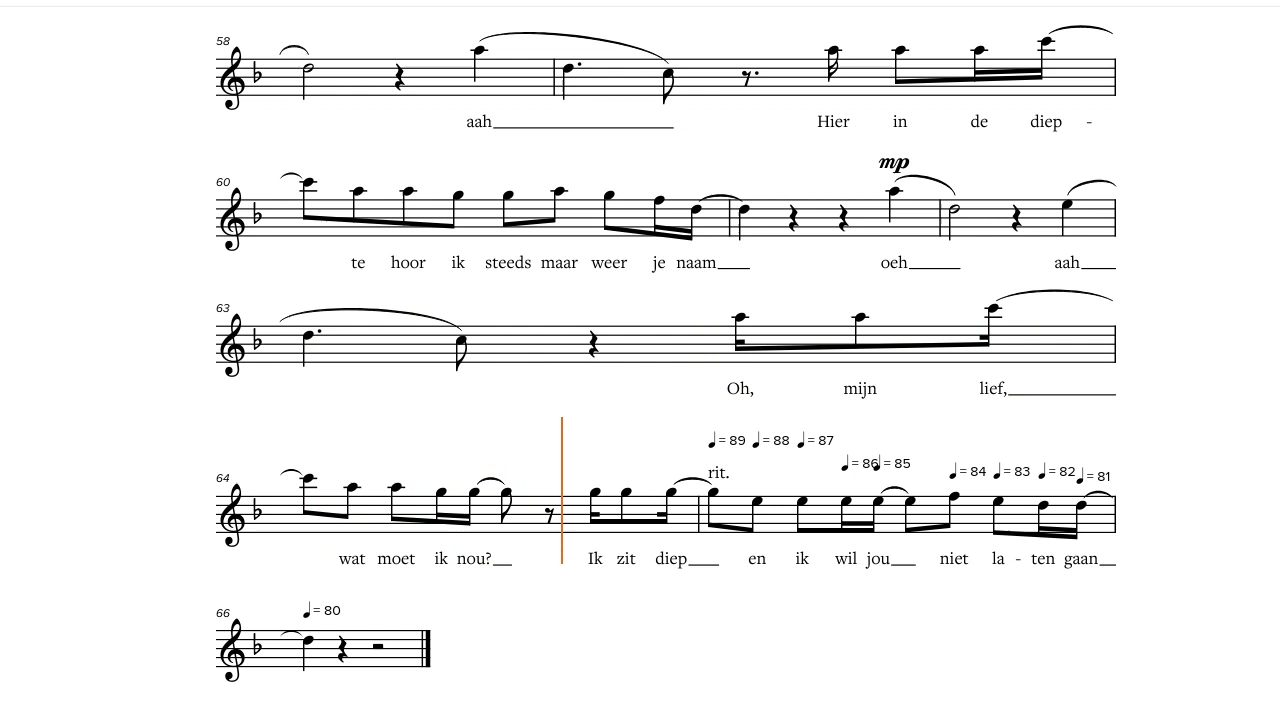 58
aah
Hier in de diep -
60
mp
te hoor ik steeds maar weer je naam
oeh
aah
63
Oh, mijn lief,
= 89 = 88 = 87
64
rit.
= 86 = 85 = 84 = 83 = 82 = 81
wat moet ik nou? Ik zit diep en ik wil jou niet la - ten gaan
66
= 80